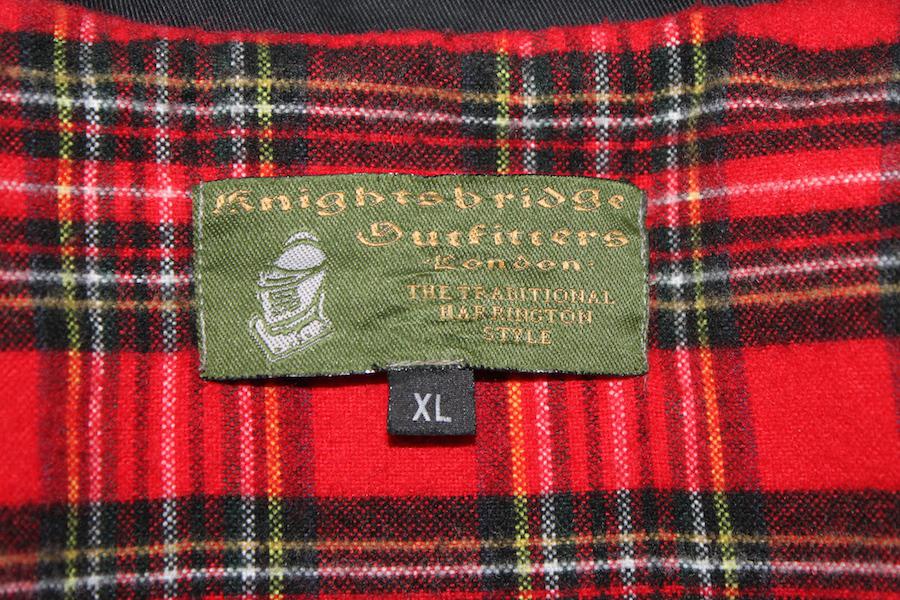 Knightsbridge
Outfitters
·London·
THE TRADITIONAL
HARRINGTON
STYLE
XL